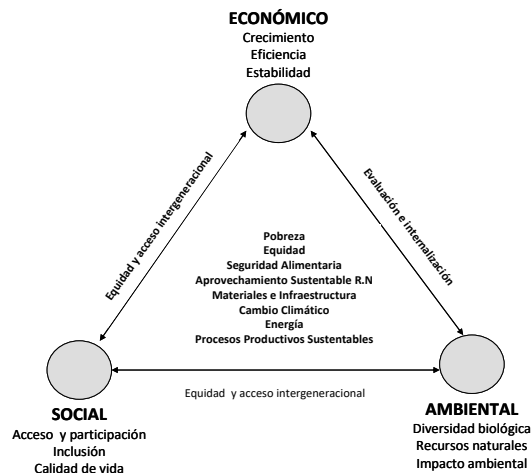 ECONÓMICO
Crecimiento
Eficiencia
Estabilidad
Equidad y acceso intergeneracional
Evaluación e internalización
Pobreza
Equidad
Seguridad Alimentaria
Aprovechamiento Sustentable R.N
Materiales e Infraestructura
Cambio Climático
Energía
Procesos Productivos Sustentables
Equidad y acceso intergeneracional
SOCIAL
Acceso y participación
Inclusión
Calidad de vida
AMBIENTAL
Diversidad biológica
Recursos naturales
Impacto ambiental